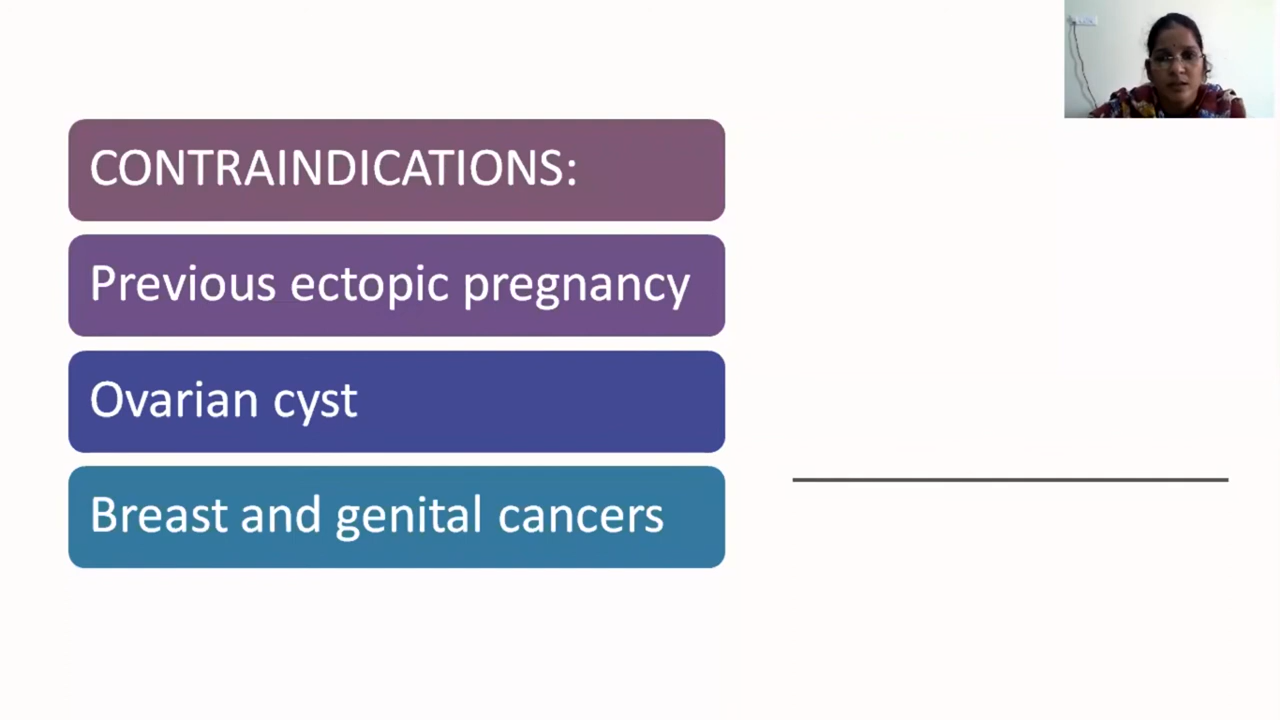 CONTRAINDICATIONS:
Previous ectopic pregnancy
Ovarian cyst
Breast and genital cancers